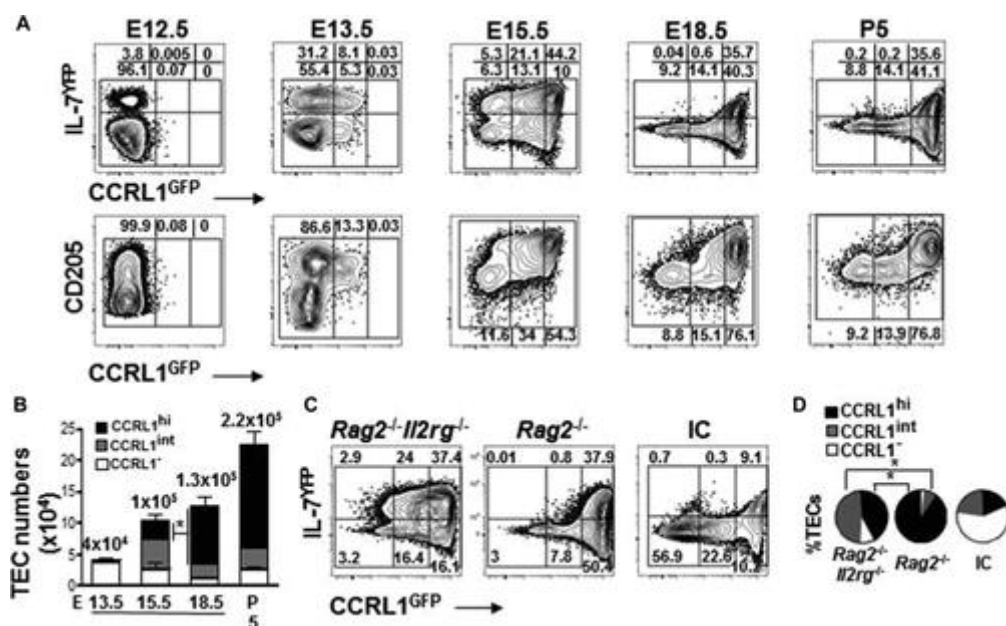 A
E12.5 E13.5 E15.5 E18.5 P5
3.8 0.005 0 31.2 8.1 0.03 5.3 21.1 44.2 0.04 0.6 35.7 0.2 0.2 35.6
96.1 0.07 0 55.4 5.3 0.03 6.3 13.1 10 9.2 14.1 40.3 8.8 14.1 41.1
IL-7YFP
CCRL1GFP
99.9 0.08 0 86.6 13.3 0.03
CD205
11.6 34 54.3 8.8 15.1 76.1 9.2 13.9 76.8
CCRL1GFP
B
CCRL1hi
CCRL1int
CCRL1-
TEC numbers (x10⁴)
25
20
15
10
5
0
4x10⁴ 1x10⁵ 1.3x10⁵ 2.2x10⁵
*
E 13.5 15.5 18.5 P 5
C
Rag2-/-Il2rg-/- Rag2-/- IC
2.9 24 37.4 0.01 0.8 37.9 0.7 0.3 9.1
IL-7YFP
3.2 16.4 16.1 3 7.8 50.4 56.9 22.6
CCRL1GFP
D
CCRL1hi
CCRL1int
CCRL1-
*
*
%TECs
Rag2-/- Il2rg-/- Rag2-/- IC